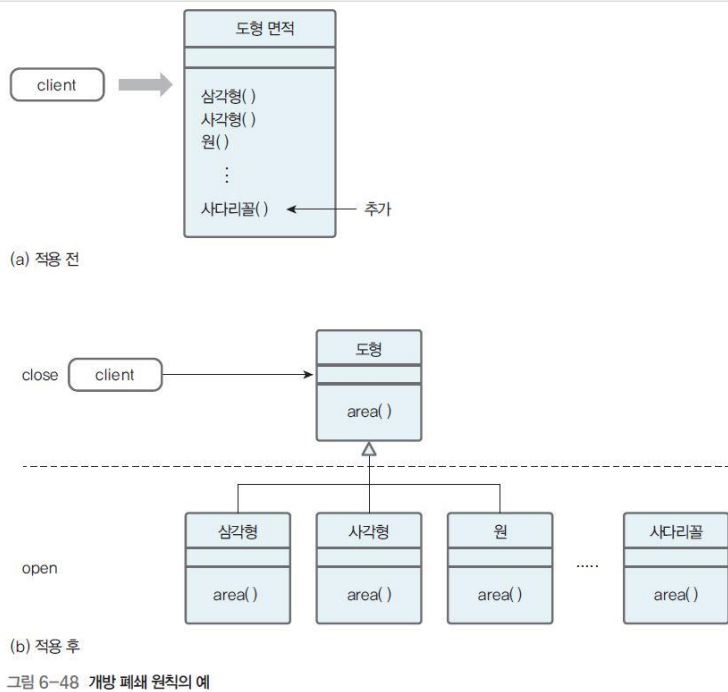 도형 면적
client
삼각형( )
사각형( )
원( )
⋮
사다리꼴( ) 추가
(a) 적용 전
도형
close client
area( )
삼각형 사각형 원 사다리꼴
open ·····
area( ) area( ) area( ) area( )
(b) 적용 후
그림 6-48 개방 폐쇄 원칙의 예